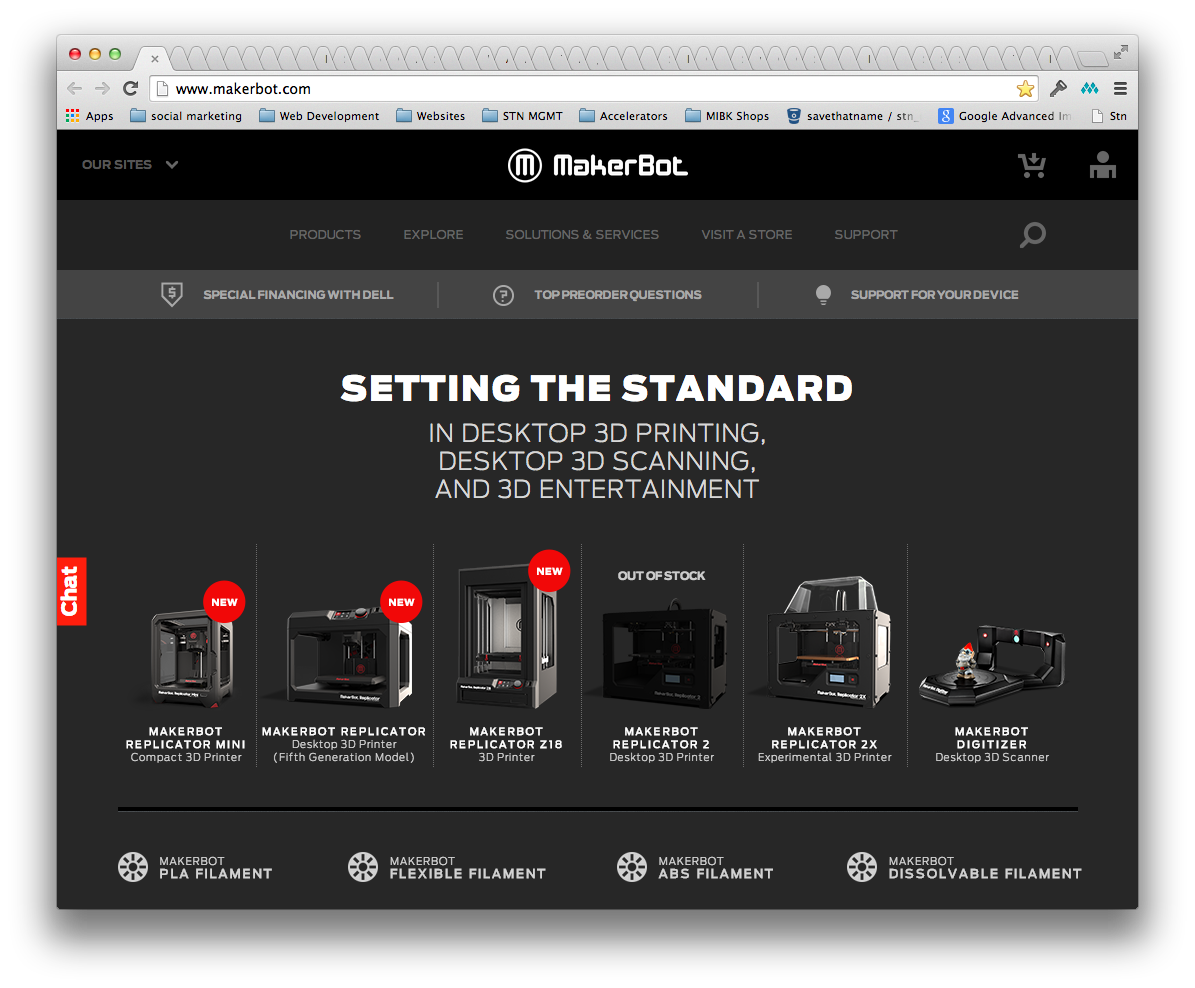 www.makerbot.com
Apps social marketing Web Development Websites STN MGMT Accelerators MIBK Shops savethatname / stn_ Google Advanced Im Stn
OUR SITES MakerBot
PRODUCTS EXPLORE SOLUTIONS & SERVICES VISIT A STORE SUPPORT
SPECIAL FINANCING WITH DELL TOP PREORDER QUESTIONS SUPPORT FOR YOUR DEVICE
SETTING THE STANDARD
IN DESKTOP 3D PRINTING,
DESKTOP 3D SCANNING,
AND 3D ENTERTAINMENT
Chat
NEW
MAKERBOT
REPLICATOR MINI
Compact 3D Printer
NEW
MAKERBOT REPLICATOR
Desktop 3D Printer
(Fifth Generation Model)
NEW
MAKERBOT
REPLICATOR Z18
3D Printer
OUT OF STOCK
MAKERBOT
REPLICATOR 2
Desktop 3D Printer
MAKERBOT
REPLICATOR 2X
Experimental 3D Printer
MAKERBOT
DIGITIZER
Desktop 3D Scanner
MAKERBOT
PLA FILAMENT
MAKERBOT
FLEXIBLE FILAMENT
MAKERBOT
ABS FILAMENT
MAKERBOT
DISSOLVABLE FILAMENT